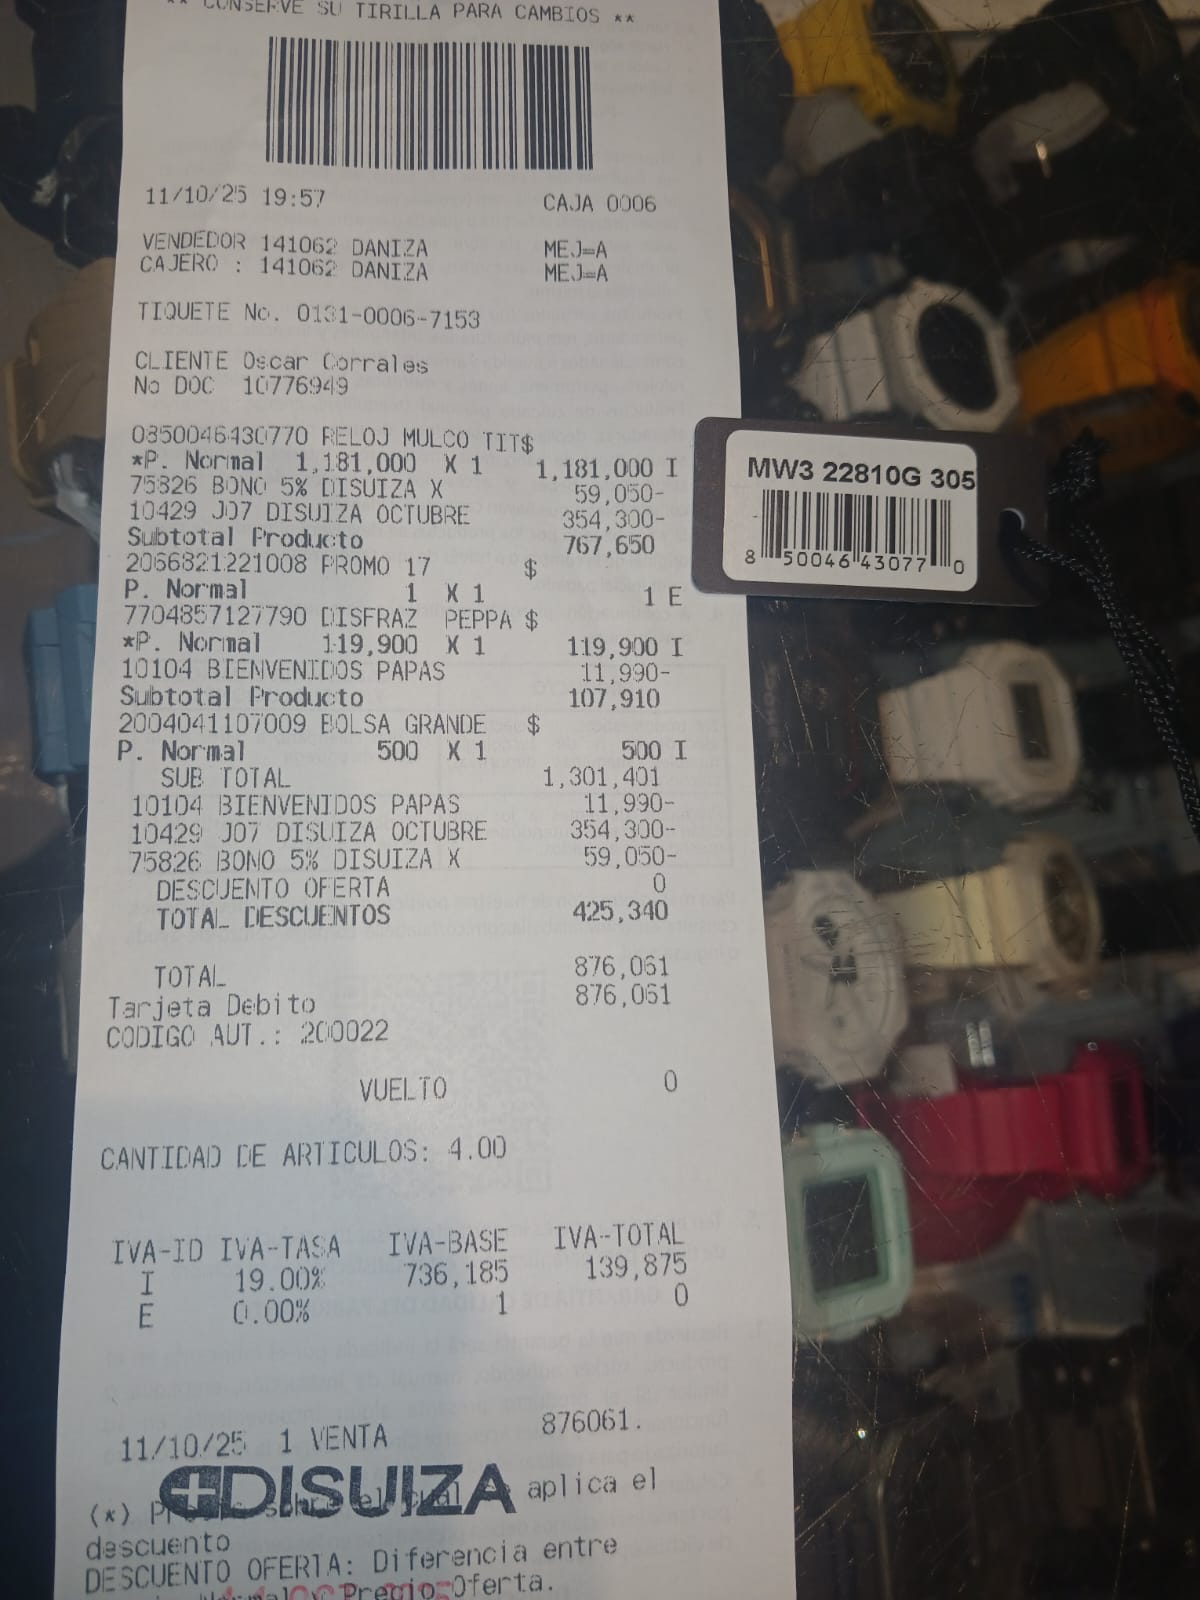 ** CONSERVE SU TIRILLA PARA CAMBIOS **
11/10/25 19:57 CAJA 0006
VENDEDOR 141062 DANIZA MEJ=A
CAJERO : 141062 DANIZA MEJ=A
TIQUETE No. 0131-0006-7153
CLIENTE Oscar Corrales
No DOC 10776949
0850046430770 RELOJ MULCO TIT$
*P. Normal 1,181,000 X 1 1,181,000 I
75826 BONO 5% DISUIZA X 59,050-
10429 J07 DISUIZA OCTUBRE 354,300-
Subtotal Producto 767,650
2066821221008 PROMO 17 $
P. Normal 1 X 1 1 E
7704857127790 DISFRAZ PEPPA $
*P. Normal 119,900 X 1 119,900 I
10104 BIENVENIDOS PAPAS 11,990-
Subtotal Producto 107,910
2004041107009 BOLSA GRANDE $
P. Normal 500 X 1 500 I
SUB TOTAL 1,301,401
10104 BIENVENIDOS PAPAS 11,990-
10429 J07 DISUIZA OCTUBRE 354,300-
75826 BONO 5% DISUIZA X 59,050-
DESCUENTO OFERTA 0
TOTAL DESCUENTOS 425,340
TOTAL 876,061
Tarjeta Debito 876,061
CODIGO AUT.: 200022
VUELTO 0
CANTIDAD DE ARTICULOS: 4.00
IVA-ID IVA-TASA IVA-BASE IVA-TOTAL
I 19.00% 736,185 139,875
E 0.00% 1 0
11/10/25 1 VENTA 876061.
DISUIZA
(*) sobre el cual aplica el
descuento
DESCUENTO OFERTA: Diferencia entre
Precio Oferta.
MW3 22810G 305
8 50046 43077 0